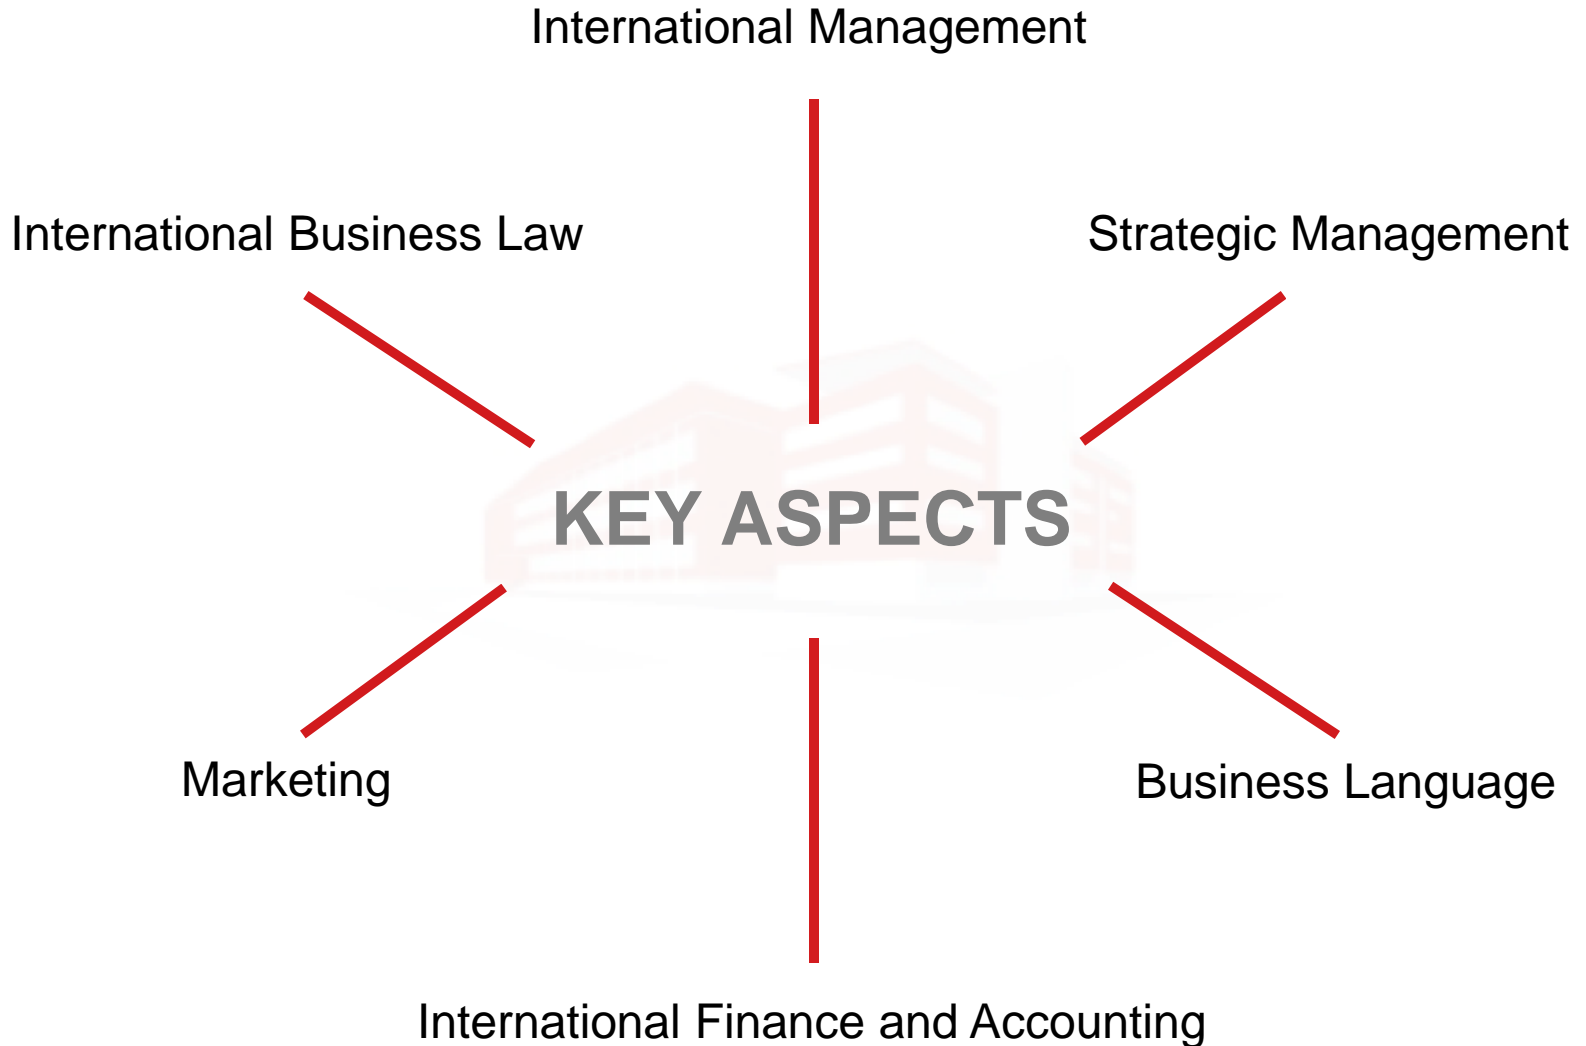 International Management
International Business Law
Strategic Management
KEY ASPECTS
Marketing
Business Language
International Finance and Accounting